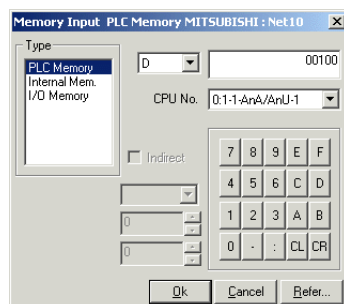 Memory Input PLC Memory MITSUBISHI : Net10
Type
PLC Memory
Internal Mem.
I/O Memory
D
00100
CPU No.
0:1-1-AnA/AnU-1
Indirect
0
0
7 8 9 E F
4 5 6 C D
1 2 3 A B
0 - : CL CR
Ok
Cancel
Refer...